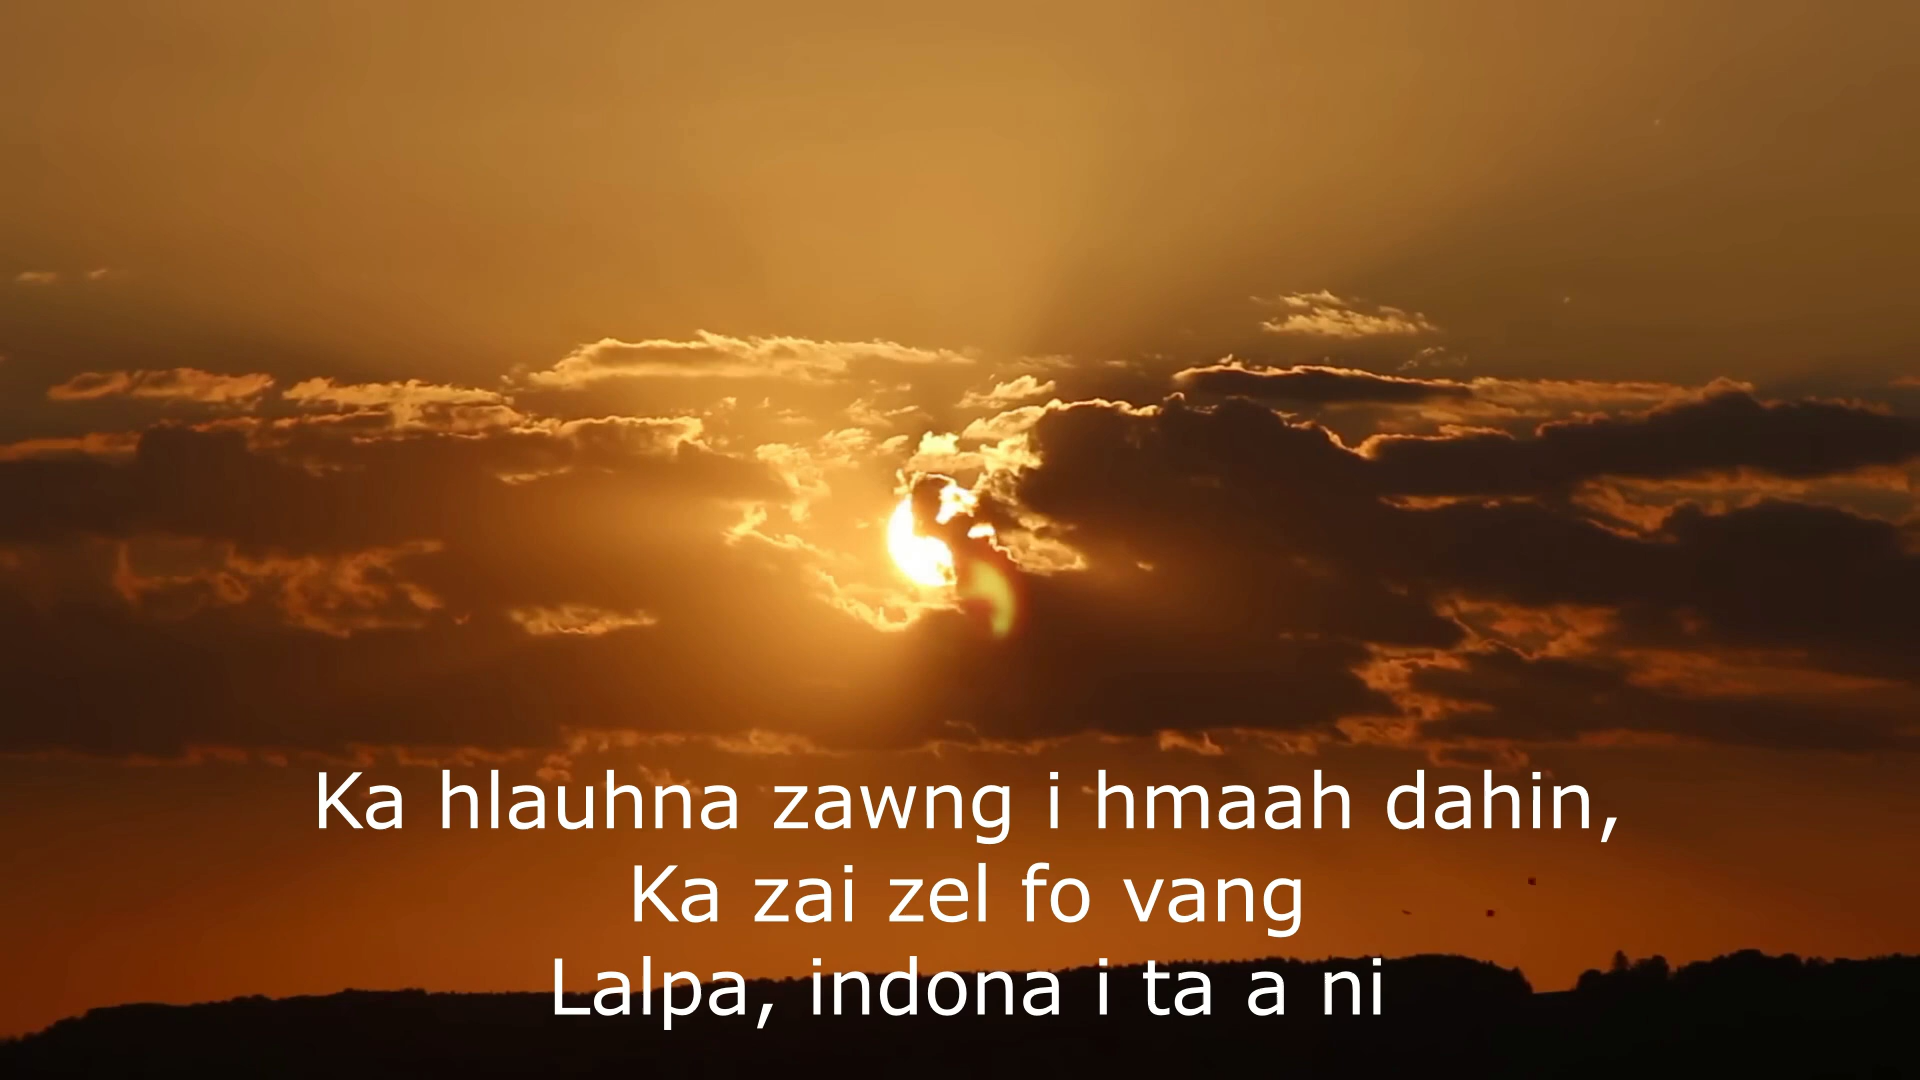 Ka hlauhna zawng i hmaah dahin,
Ka zai zel fo vang
Lalpa, indona i ta a ni